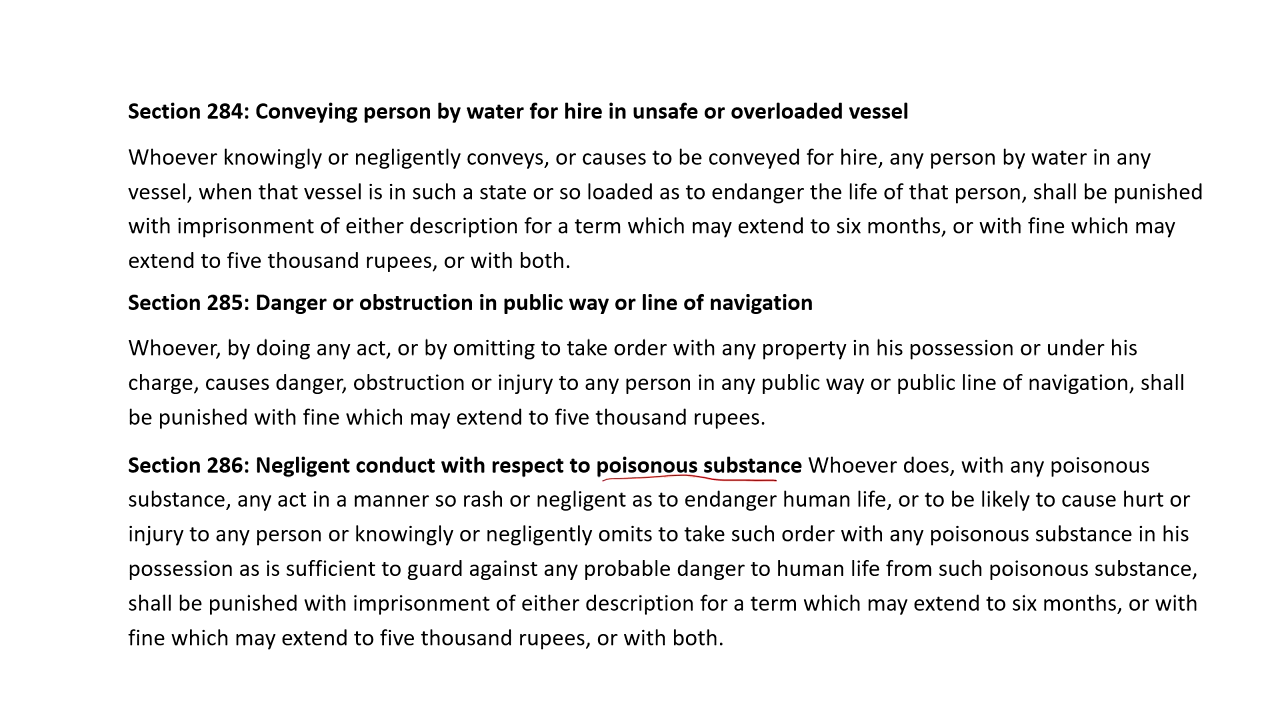 Section 284: Conveying person by water for hire in unsafe or overloaded vessel
Whoever knowingly or negligently conveys, or causes to be conveyed for hire, any person by water in any
vessel, when that vessel is in such a state or so loaded as to endanger the life of that person, shall be punished
with imprisonment of either description for a term which may extend to six months, or with fine which may
extend to five thousand rupees, or with both.
Section 285: Danger or obstruction in public way or line of navigation
Whoever, by doing any act, or by omitting to take order with any property in his possession or under his
charge, causes danger, obstruction or injury to any person in any public way or public line of navigation, shall
be punished with fine which may extend to five thousand rupees.
Section 286: Negligent conduct with respect to poisonous substance Whoever does, with any poisonous
substance, any act in a manner so rash or negligent as to endanger human life, or to be likely to cause hurt or
injury to any person or knowingly or negligently omits to take such order with any poisonous substance in his
possession as is sufficient to guard against any probable danger to human life from such poisonous substance,
shall be punished with imprisonment of either description for a term which may extend to six months, or with
fine which may extend to five thousand rupees, or with both.